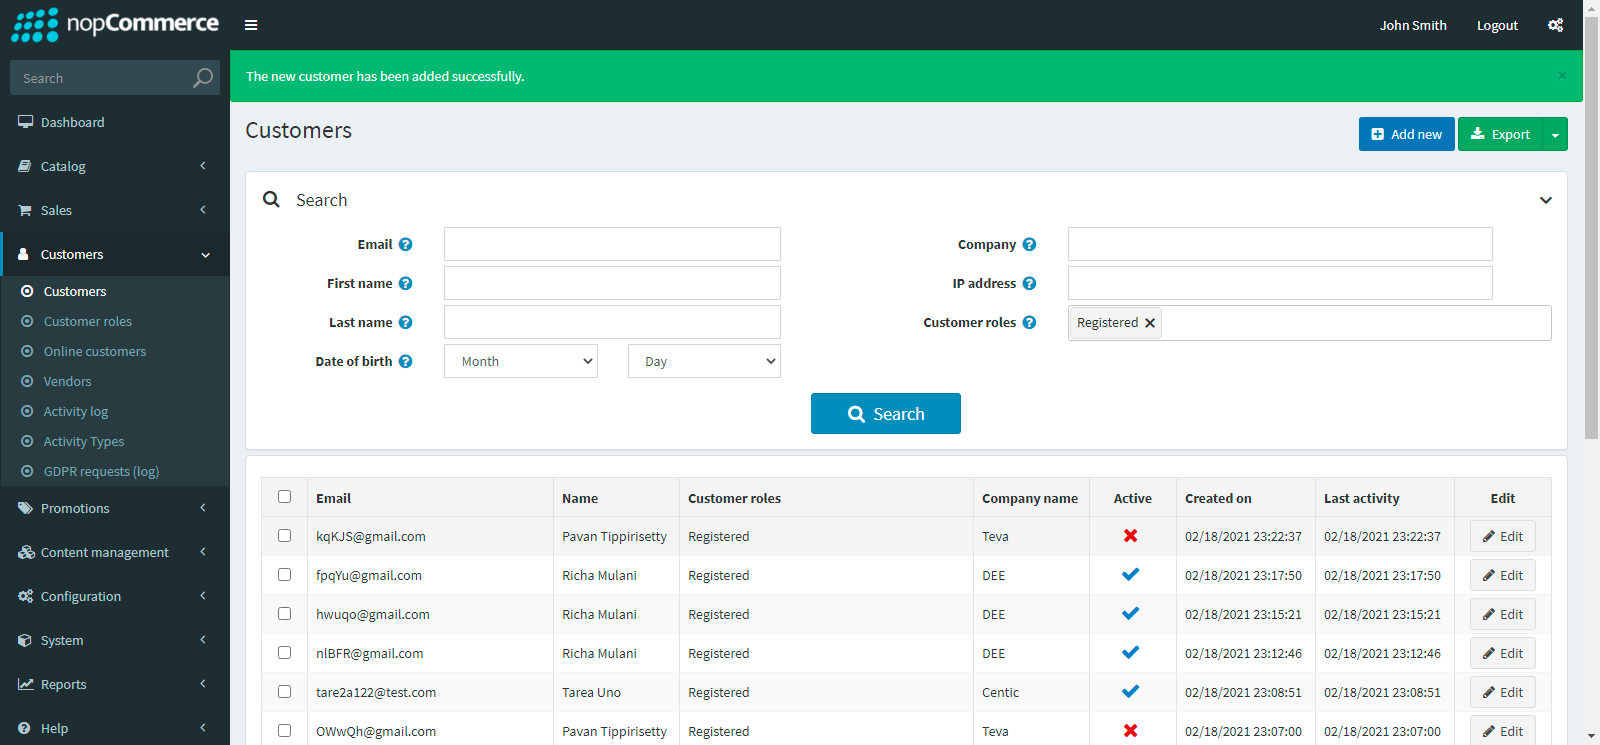 nopCommerce
John Smith
Logout
Search
The new customer has been added successfully.
×
Dashboard
Catalog
Sales
Customers
Customers
Customer roles
Online customers
Vendors
Activity log
Activity Types
GDPR requests (log)
Promotions
Content management
Configuration
System
Reports
Help
Customers
Add new
Export
Search
Email ?
Company ?
First name ?
IP address ?
Last name ?
Customer roles ?
Registered ×
Date of birth ?
Month
Day
Search
Email Name Customer roles Company name Active Created on Last activity Edit
kqKJS@gmail.com Pavan Tippirisetty Registered Teva 02/18/2021 23:22:37 02/18/2021 23:22:37 Edit
fpqYu@gmail.com Richa Mulani Registered DEE 02/18/2021 23:17:50 02/18/2021 23:17:50 Edit
hwuqo@gmail.com Richa Mulani Registered DEE 02/18/2021 23:15:21 02/18/2021 23:15:21 Edit
nlBFR@gmail.com Richa Mulani Registered DEE 02/18/2021 23:12:46 02/18/2021 23:12:46 Edit
tare2a122@test.com Tarea Uno Registered Centic 02/18/2021 23:08:51 02/18/2021 23:08:51 Edit
OWwQh@gmail.com Pavan Tippirisetty Registered Teva 02/18/2021 23:07:00 02/18/2021 23:07:00 Edit